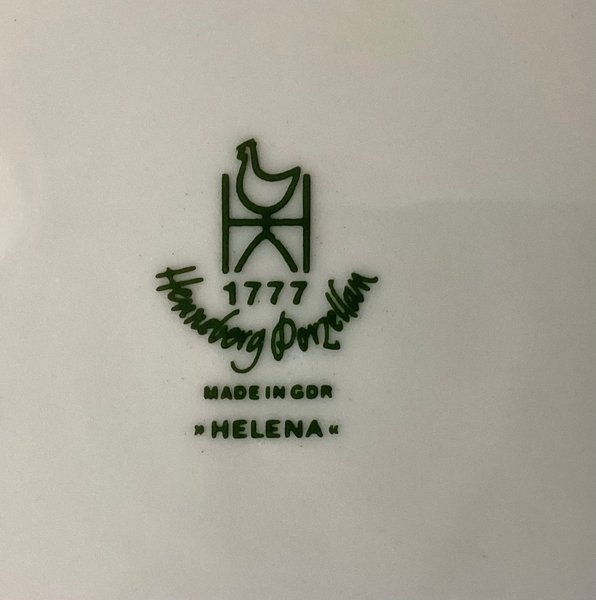 1777
Henneberg Porzellan
MADE IN GDR
»HELENA«